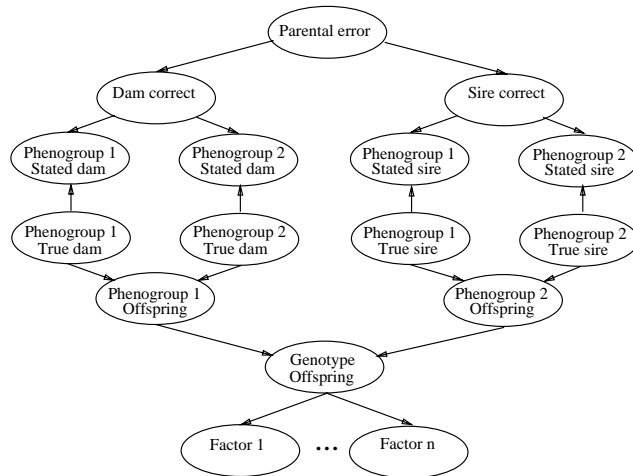 Parental error
Dam correct
Sire correct
Phenogroup 1
Stated dam
Phenogroup 2
Stated dam
Phenogroup 1
Stated sire
Phenogroup 2
Stated sire
Phenogroup 1
True dam
Phenogroup 2
True dam
Phenogroup 1
True sire
Phenogroup 2
True sire
Phenogroup 1
Offspring
Phenogroup 2
Offspring
Genotype
Offspring
Factor 1
...
Factor n